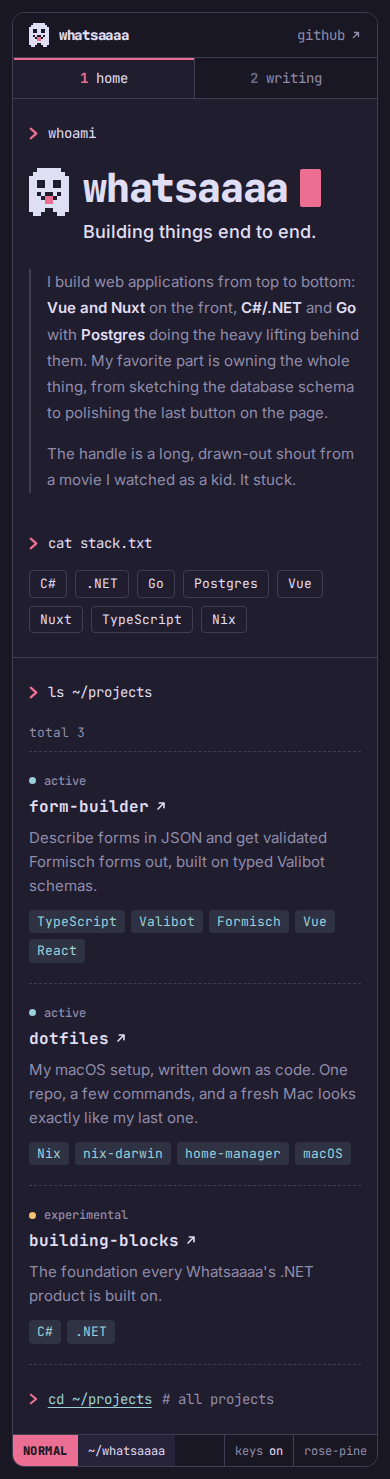 whatsaaaa
github ↗
1 home
2 writing
whoami
whatsaaaa
Building things end to end.
I build web applications from top to bottom:
Vue and Nuxt on the front, C#/.NET and Go
with Postgres doing the heavy lifting behind
them. My favorite part is owning the whole
thing, from sketching the database schema
to polishing the last button on the page.
The handle is a long, drawn-out shout from
a movie I watched as a kid. It stuck.
cat stack.txt
C# .NET Go Postgres Vue
Nuxt TypeScript Nix
ls ~/projects
total 3
active
form-builder ↗
Describe forms in JSON and get validated
Formisch forms out, built on typed Valibot
schemas.
TypeScript Valibot Formisch Vue
React
active
dotfiles ↗
My macOS setup, written down as code. One
repo, a few commands, and a fresh Mac looks
exactly like my last one.
Nix nix-darwin home-manager macOS
experimental
building-blocks ↗
The foundation every Whatsaaaa's .NET
product is built on.
C# .NET
cd ~/projects # all projects
NORMAL ~/whatsaaaa keys on rose-pine